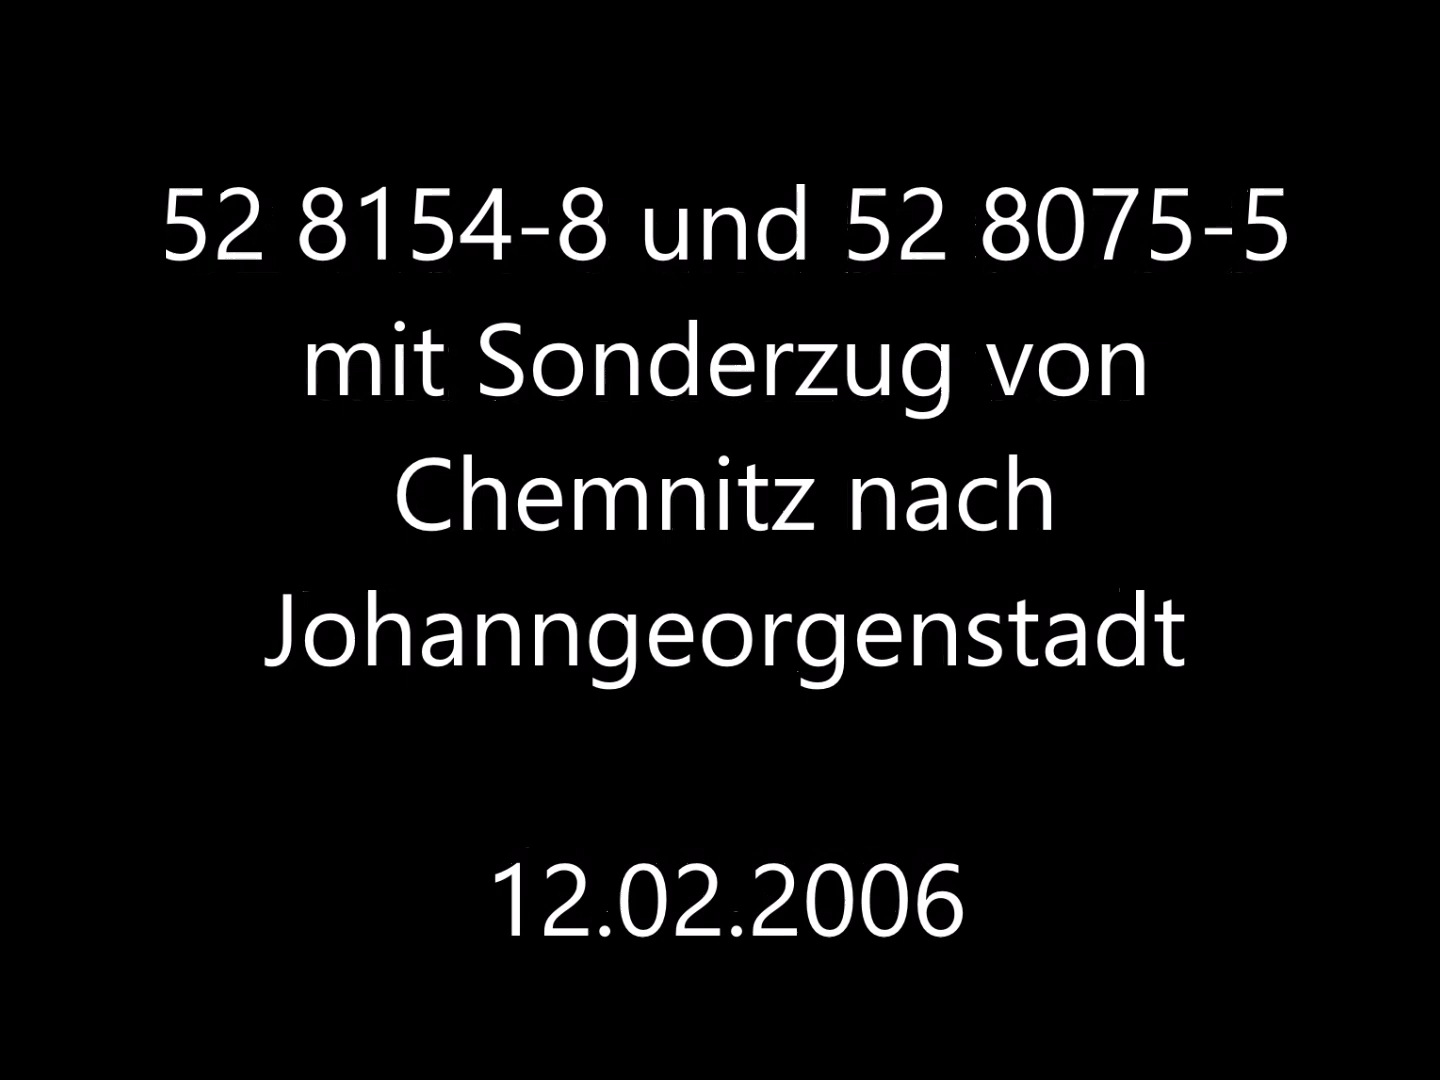 52 8154-8 und 52 8075-5
mit Sonderzug von
Chemnitz nach
Johanngeorgenstadt
12.02.2006